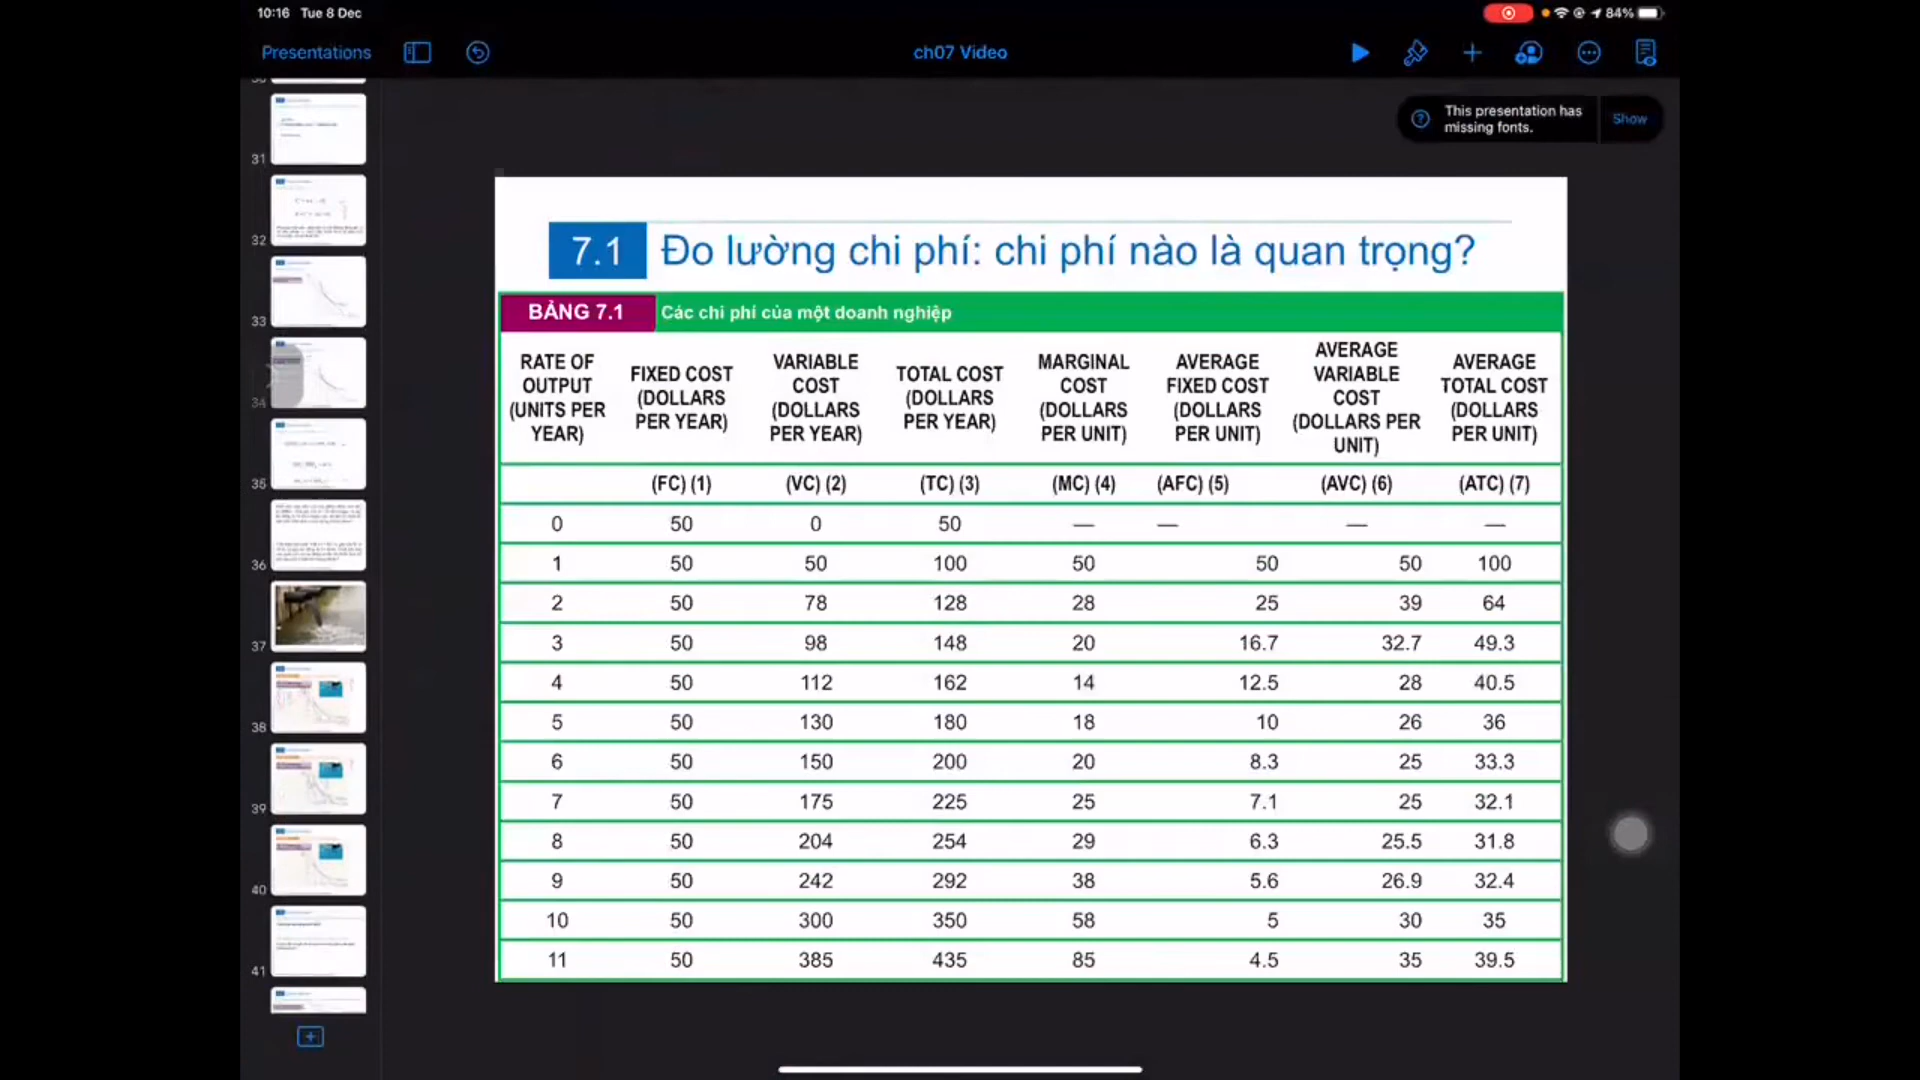 10:16 Tue 8 Dec
84%
Presentations
ch07 Video
This presentation has
missing fonts.
Show
31
32
33
34
35
36
37
38
39
40
41
7.1 Đo lường chi phí: chi phí nào là quan trọng?
BẢNG 7.1 Các chi phí của một doanh nghiệp
RATE OF OUTPUT (UNITS PER YEAR) FIXED COST (DOLLARS PER YEAR) VARIABLE COST (DOLLARS PER YEAR) TOTAL COST (DOLLARS PER YEAR) MARGINAL COST (DOLLARS PER UNIT) AVERAGE FIXED COST (DOLLARS PER UNIT) AVERAGE VARIABLE COST (DOLLARS PER UNIT) AVERAGE TOTAL COST (DOLLARS PER UNIT)
(FC) (1) (VC) (2) (TC) (3) (MC) (4) (AFC) (5) (AVC) (6) (ATC) (7)
0 50 0 50 — — — —
1 50 50 100 50 50 50 100
2 50 78 128 28 25 39 64
3 50 98 148 20 16.7 32.7 49.3
4 50 112 162 14 12.5 28 40.5
5 50 130 180 18 10 26 36
6 50 150 200 20 8.3 25 33.3
7 50 175 225 25 7.1 25 32.1
8 50 204 254 29 6.3 25.5 31.8
9 50 242 292 38 5.6 26.9 32.4
10 50 300 350 58 5 30 35
11 50 385 435 85 4.5 35 39.5